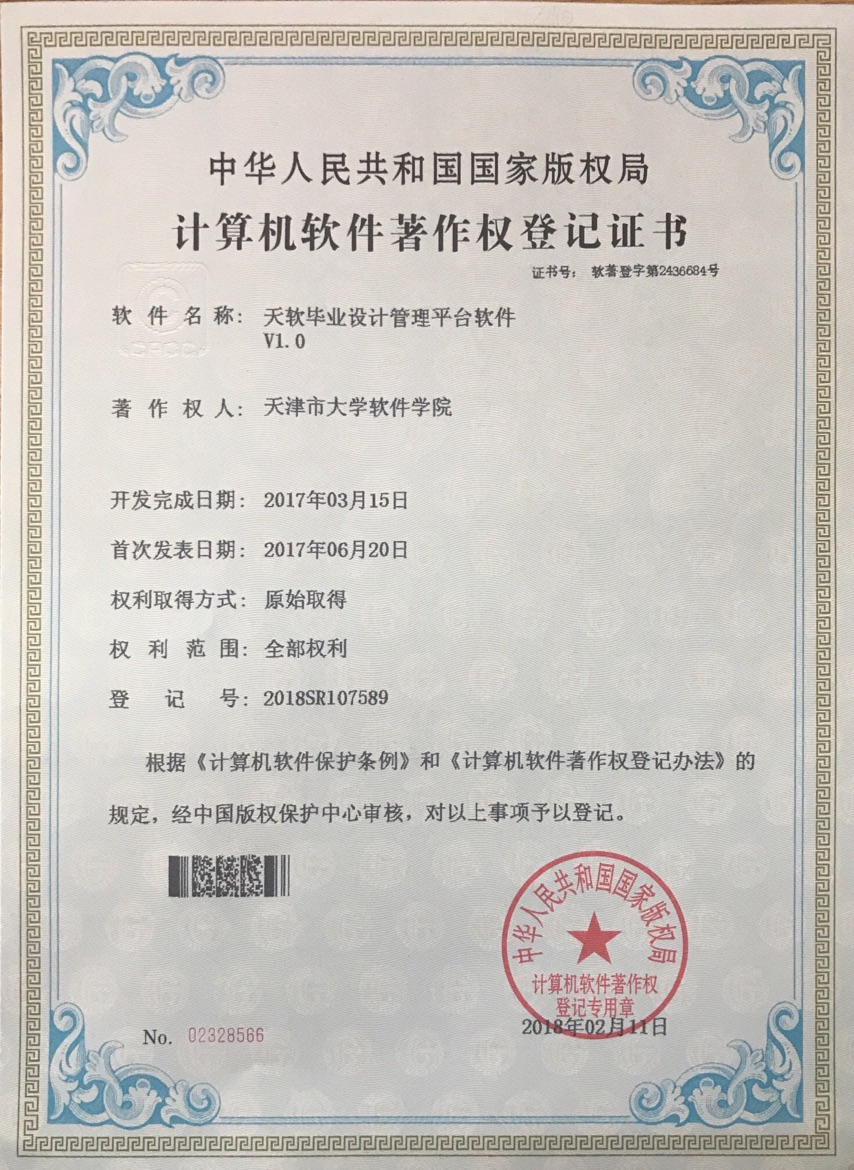 中华人民共和国国家版权局
计算机软件著作权登记证书
证书号： 软著登字第2436684号
软件名称： 天软毕业设计管理平台软件
V1.0
著作权人： 天津市大学软件学院
开发完成日期： 2017年03月15日
首次发表日期： 2017年06月20日
权利取得方式： 原始取得
权利范围： 全部权利
登记号： 2018SR107589
根据《计算机软件保护条例》和《计算机软件著作权登记办法》的
规定，经中国版权保护中心审核，对以上事项予以登记。
中华人民共和国国家版权局
计算机软件著作权
登记专用章
2018年02月11日
No. 02328566